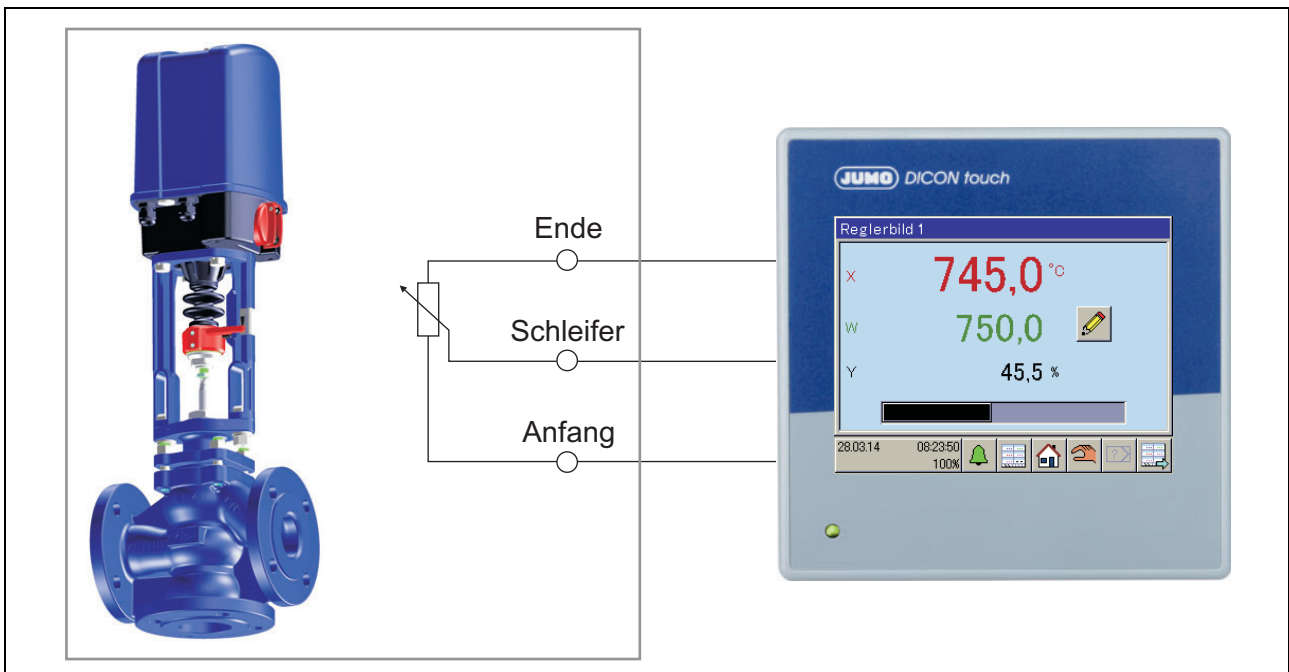 Ende
Schleifer
Anfang
JUMO DICON touch
Reglerbild 1
X 745,0 °C
W 750,0
Y 45,5 %
28.03.14 08:23:50
100%
?